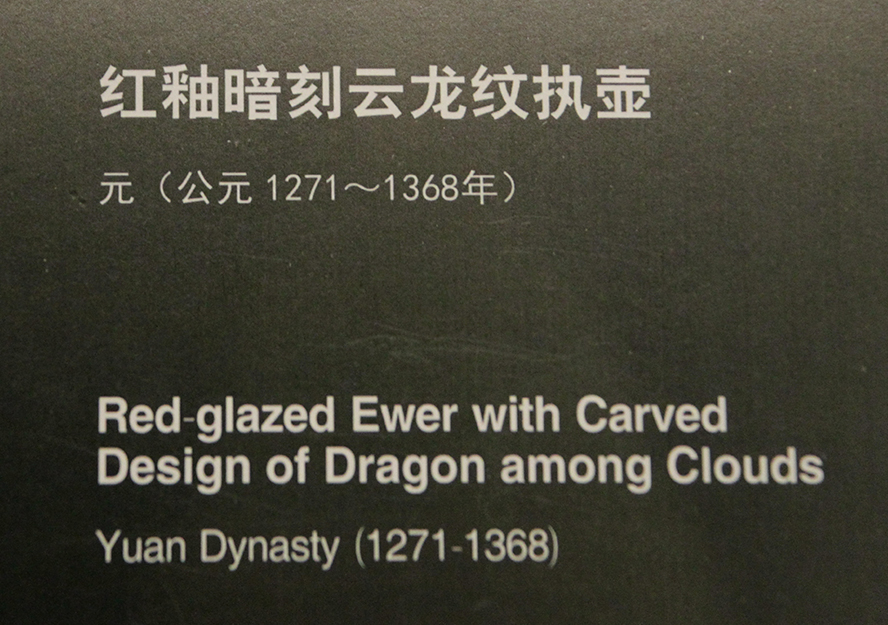 红釉暗刻云龙纹执壶
元（公元 1271～1368年）
Red-glazed Ewer with Carved
Design of Dragon among Clouds
Yuan Dynasty (1271-1368)